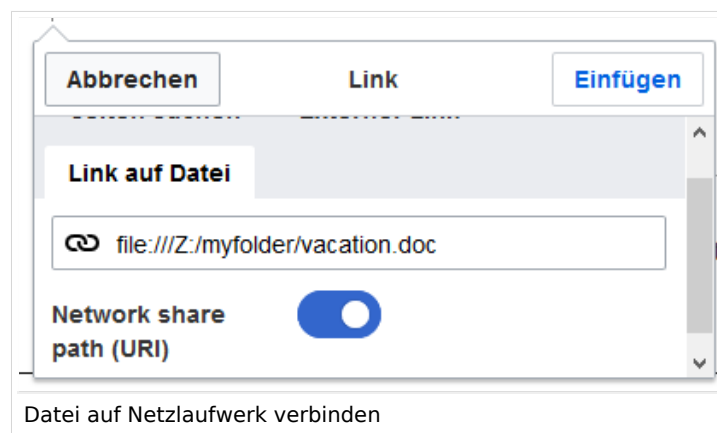 Abbrechen Link Einfügen
Link auf Datei
file:///Z:/myfolder/vacation.doc
Network share
path (URI)
Datei auf Netzlaufwerk verbinden